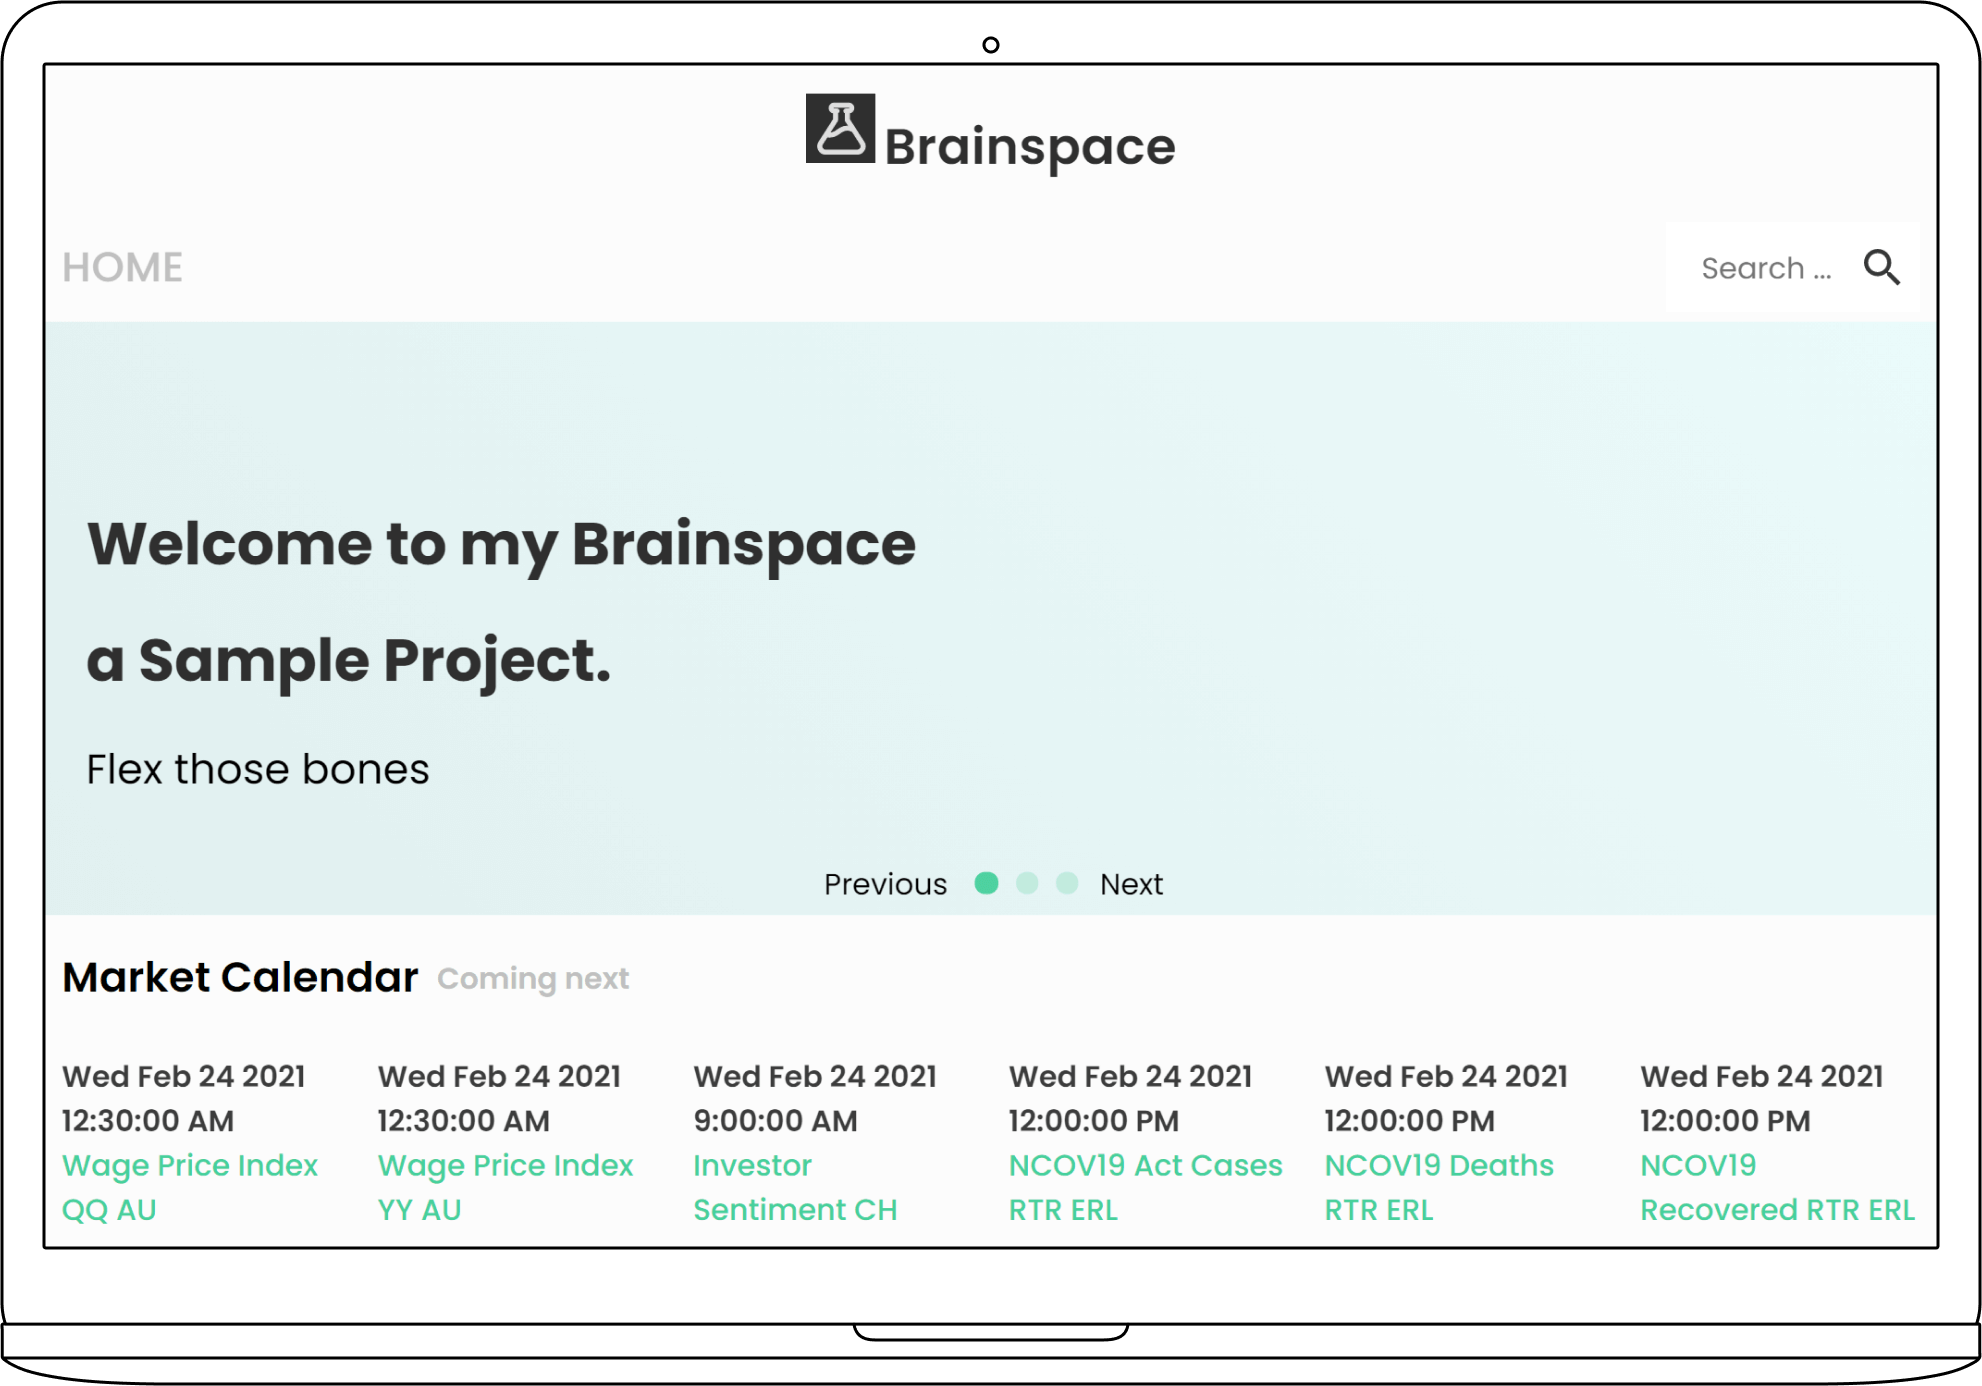 Brainspace
HOME
Search ...
Welcome to my Brainspace
a Sample Project.
Flex those bones
Previous Next
Market Calendar Coming next
Wed Feb 24 2021
12:30:00 AM
Wage Price Index
QQ AU
Wed Feb 24 2021
12:30:00 AM
Wage Price Index
YY AU
Wed Feb 24 2021
9:00:00 AM
Investor
Sentiment CH
Wed Feb 24 2021
12:00:00 PM
NCOV19 Act Cases
RTR ERL
Wed Feb 24 2021
12:00:00 PM
NCOV19 Deaths
RTR ERL
Wed Feb 24 2021
12:00:00 PM
NCOV19
Recovered RTR ERL